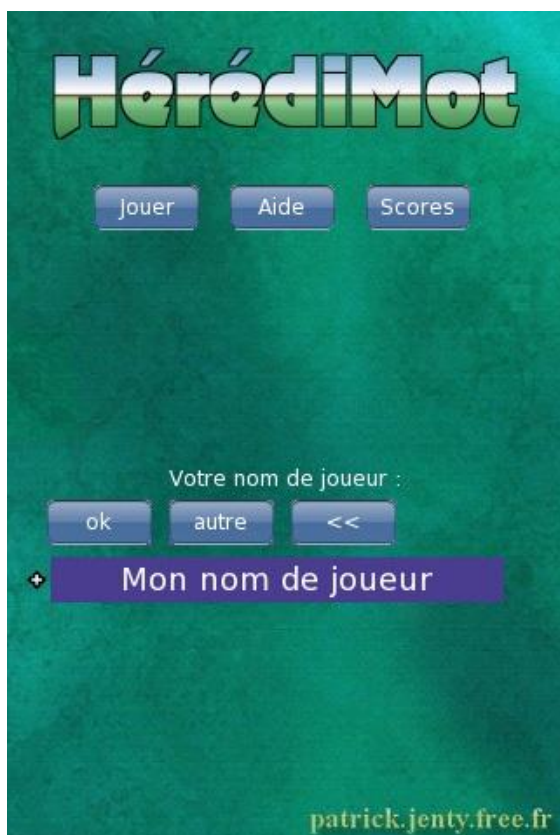 HérédiMot
Jouer Aide Scores
Votre nom de joueur :
ok autre <<
Mon nom de joueur
patrick.jenty.free.fr